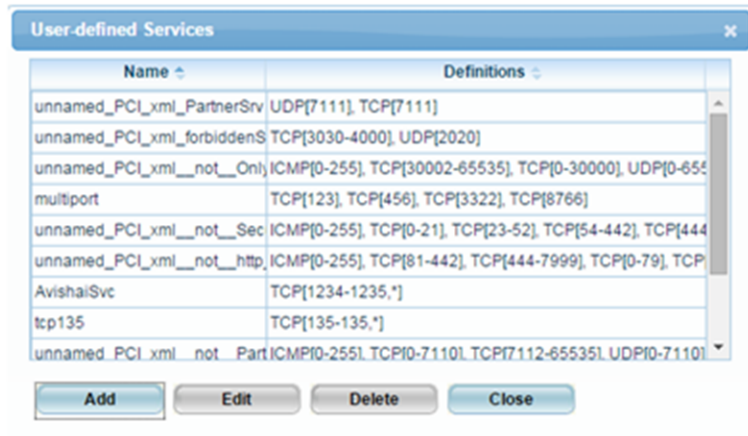 User-defined Services
Name Definitions
unnamed_PCI_xml_PartnerSrv UDP[7111], TCP[7111]
unnamed_PCI_xml_forbiddenS TCP[3030-4000], UDP[2020]
unnamed_PCI_xml__not__Only ICMP[0-255], TCP[30002-65535], TCP[0-30000], UDP[0-655
multiport TCP[123], TCP[456], TCP[3322], TCP[8766]
unnamed_PCI_xml__not__Sec ICMP[0-255], TCP[0-21], TCP[23-52], TCP[54-442], TCP[444
unnamed_PCI_xml__not__http_ ICMP[0-255], TCP[81-442], TCP[444-7999], TCP[0-79], TCP[
AvishaiSvc TCP[1234-1235,*]
tcp135 TCP[135-135,*]
unnamed_PCI_xml__not__Part ICMP[0-255], TCP[0-7110], TCP[7112-65535], UDP[0-7110]
Add Edit Delete Close